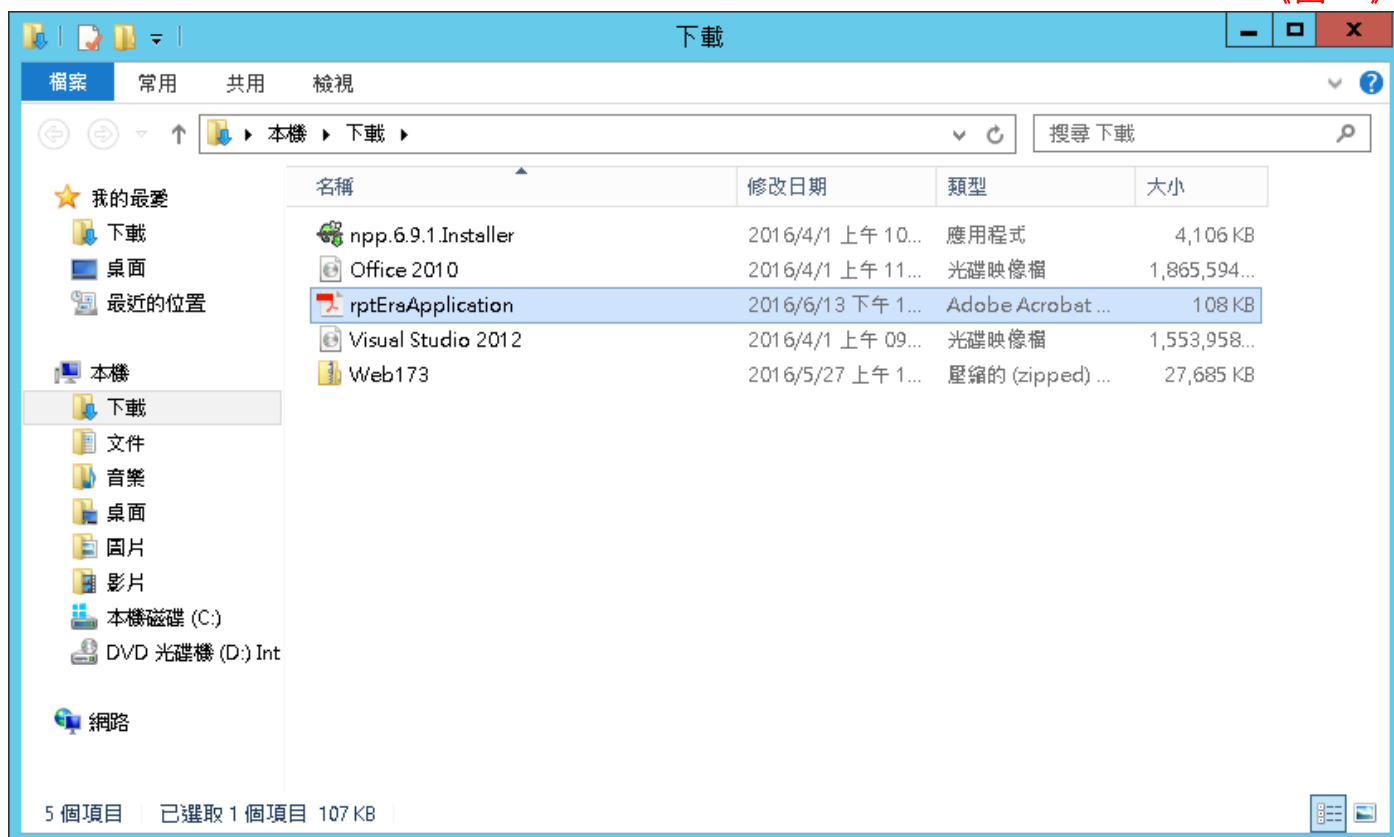 下載
檔案 常用 共用 檢視
本機 下載 搜尋 下載
名稱 修改日期 類型 大小
我的最愛
下載
桌面
最近的位置
本機
下載
文件
音樂
桌面
圖片
影片
本機磁碟 (C:)
DVD 光碟機 (D:) Int
網路
npp.6.9.1.Installer 2016/4/1 上午 10... 應用程式 4,106 KB
Office 2010 2016/4/1 上午 11... 光碟映像檔 1,865,594...
rptEraApplication 2016/6/13 下午 1... Adobe Acrobat ... 108 KB
Visual Studio 2012 2016/4/1 上午 09... 光碟映像檔 1,553,958...
Web173 2016/5/27 上午 1... 壓縮的 (zipped) ... 27,685 KB
5 個項目 已選取 1 個項目 107 KB